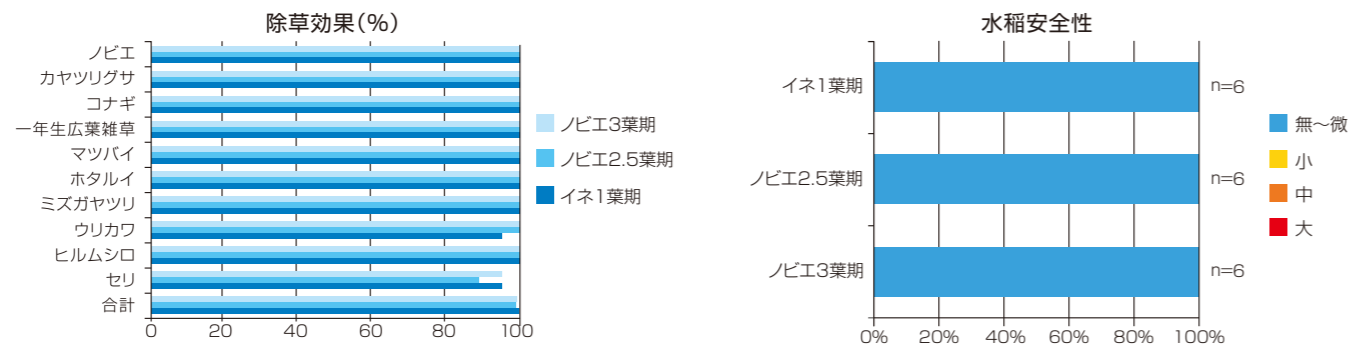 除草効果(%)
ノビエ
カヤツリグサ
コナギ
一年生広葉雑草
マツバイ
ホタルイ
ミズガヤツリ
ウリカワ
ヒルムシロ
セリ
合計
0 20 40 60 80 100
ノビエ3葉期
ノビエ2.5葉期
イネ1葉期
水稲安全性
イネ1葉期
n=6
ノビエ2.5葉期
n=6
ノビエ3葉期
n=6
0% 20% 40% 60% 80% 100%
無〜微
小
中
大